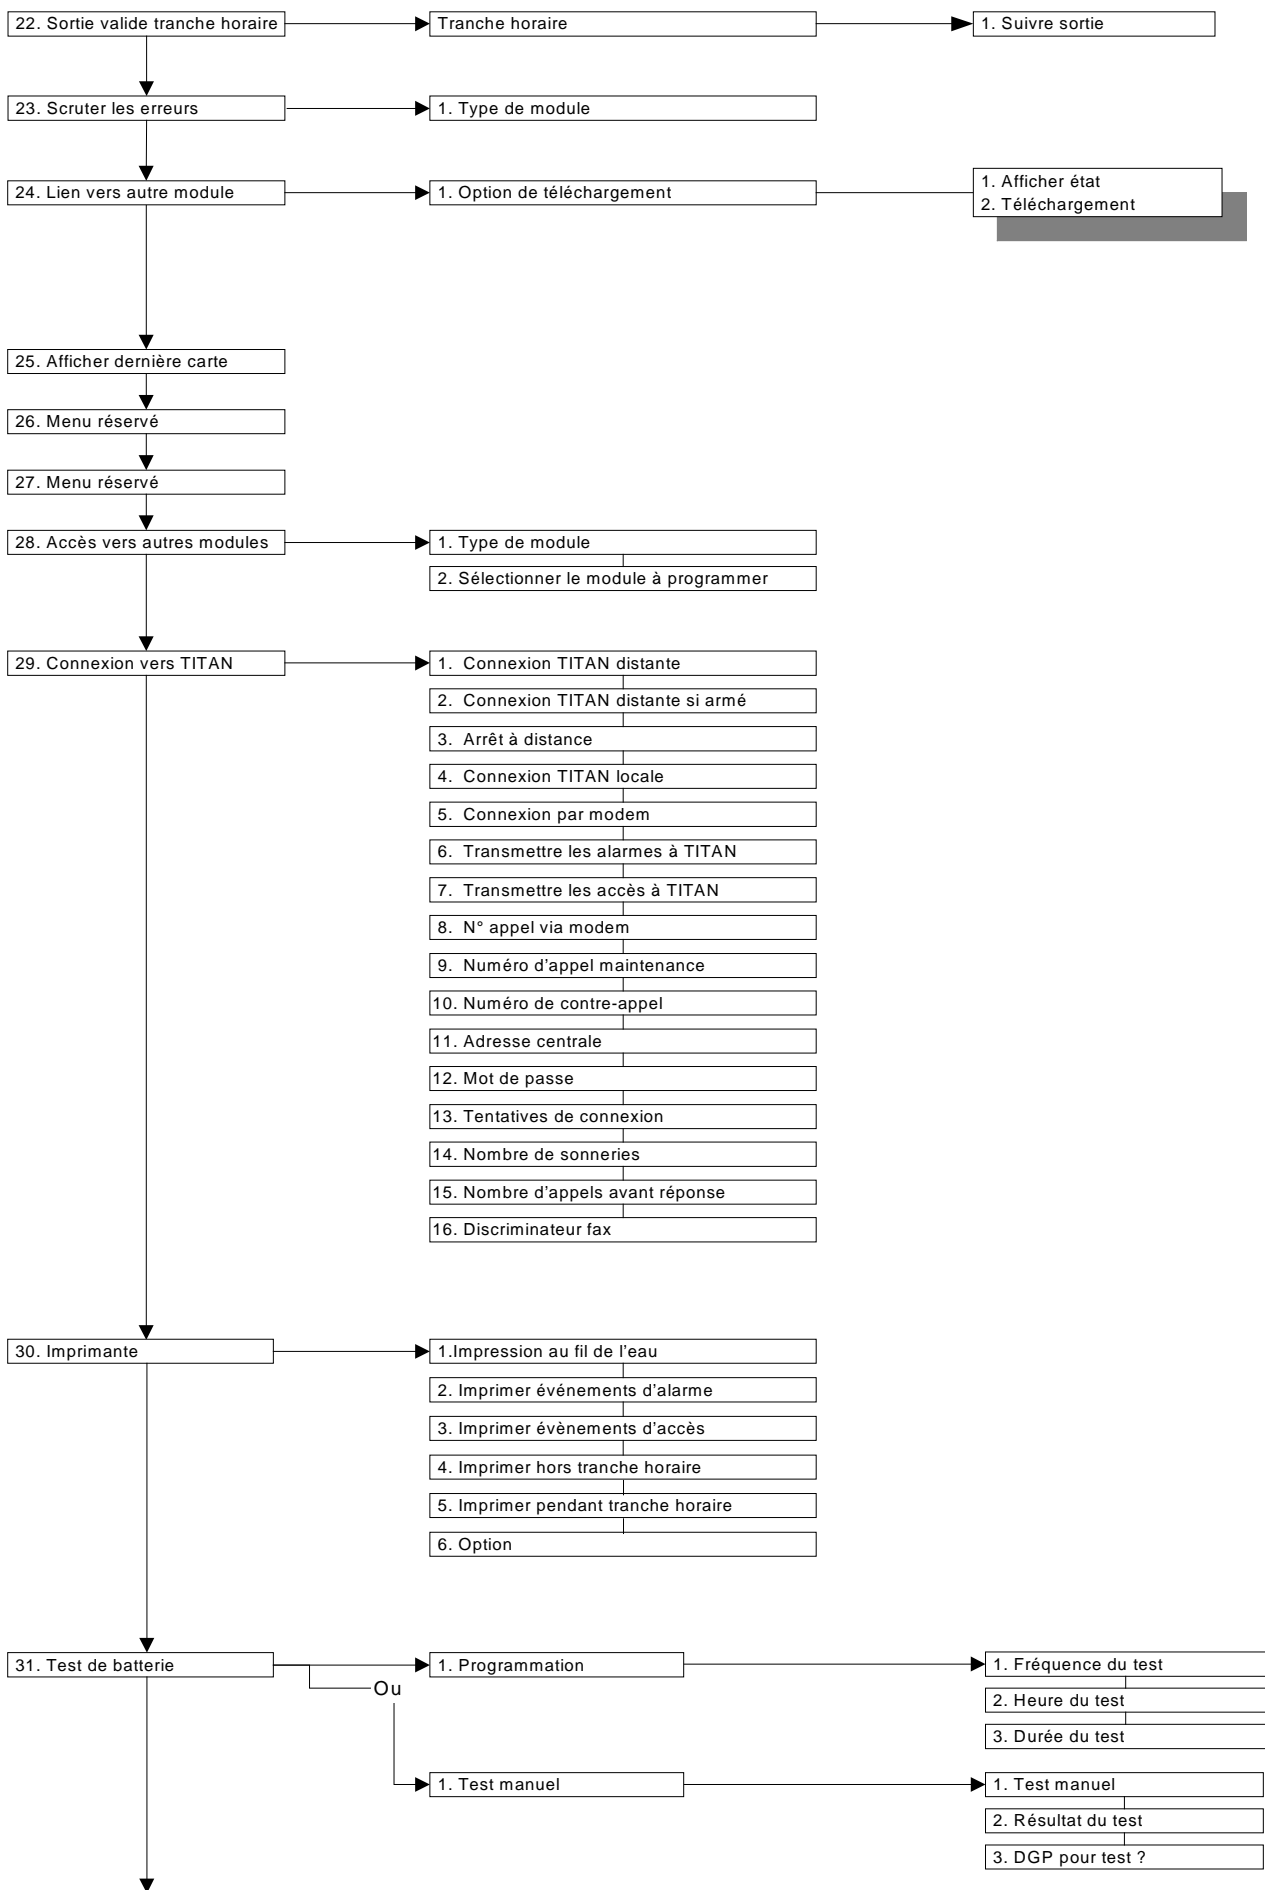 22. Sortie valide tranche horaire
Tranche horaire
1. Suivre sortie
23. Scruter les erreurs
1. Type de module
24. Lien vers autre module
1. Option de téléchargement
1. Afficher état
2. Téléchargement
25. Afficher dernière carte
26. Menu réservé
27. Menu réservé
28. Accès vers autres modules
1. Type de module
2. Sélectionner le module à programmer
29. Connexion vers TITAN
1. Connexion TITAN distante
2. Connexion TITAN distante si armé
3. Arrêt à distance
4. Connexion TITAN locale
5. Connexion par modem
6. Transmettre les alarmes à TITAN
7. Transmettre les accès à TITAN
8. N° appel via modem
9. Numéro d'appel maintenance
10. Numéro de contre-appel
11. Adresse centrale
12. Mot de passe
13. Tentatives de connexion
14. Nombre de sonneries
15. Nombre d'appels avant réponse
16. Discriminateur fax
30. Imprimante
1.Impression au fil de l'eau
2. Imprimer événements d'alarme
3. Imprimer évènements d'accès
4. Imprimer hors tranche horaire
5. Imprimer pendant tranche horaire
6. Option
31. Test de batterie
1. Programmation
1. Fréquence du test
2. Heure du test
3. Durée du test
Ou
1. Test manuel
1. Test manuel
2. Résultat du test
3. DGP pour test ?